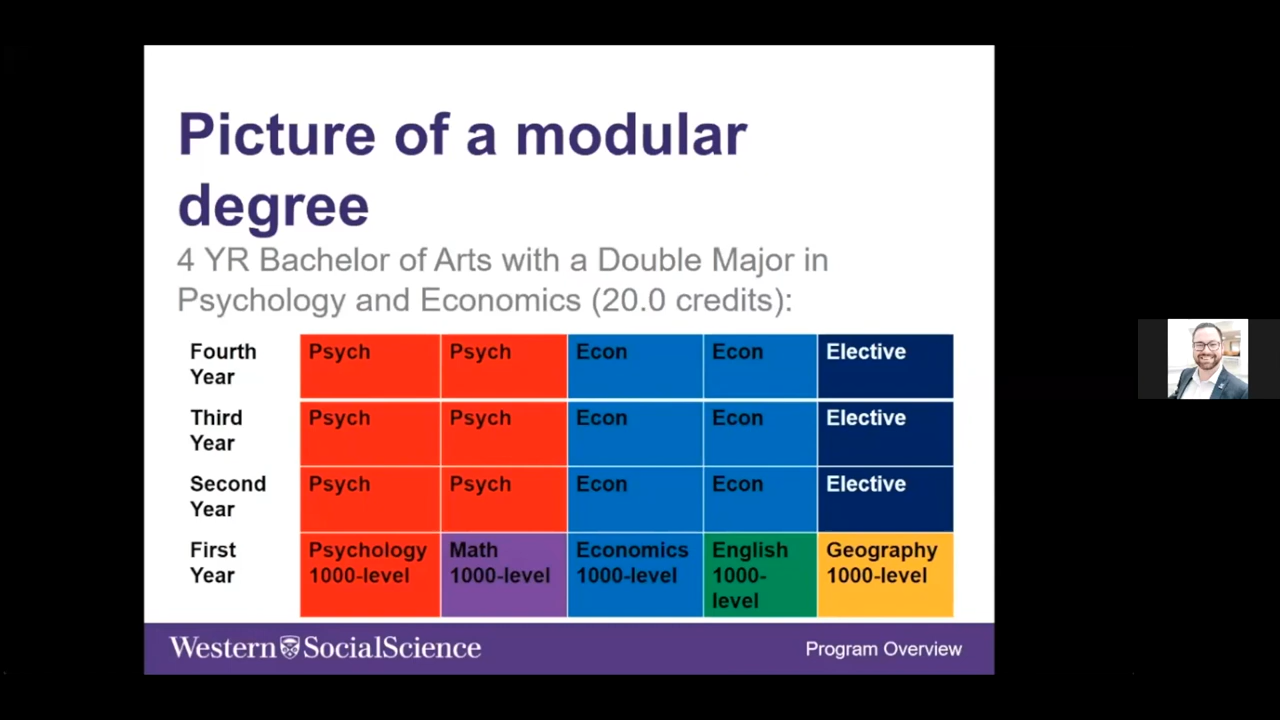 Picture of a modular
degree
4 YR Bachelor of Arts with a Double Major in
Psychology and Economics (20.0 credits):
Fourth Year Psych Psych Econ Econ Elective
Third Year Psych Psych Econ Econ Elective
Second Year Psych Psych Econ Econ Elective
First Year Psychology 1000-level Math 1000-level Economics 1000-level English 1000-level Geography 1000-level
Western SocialScience Program Overview